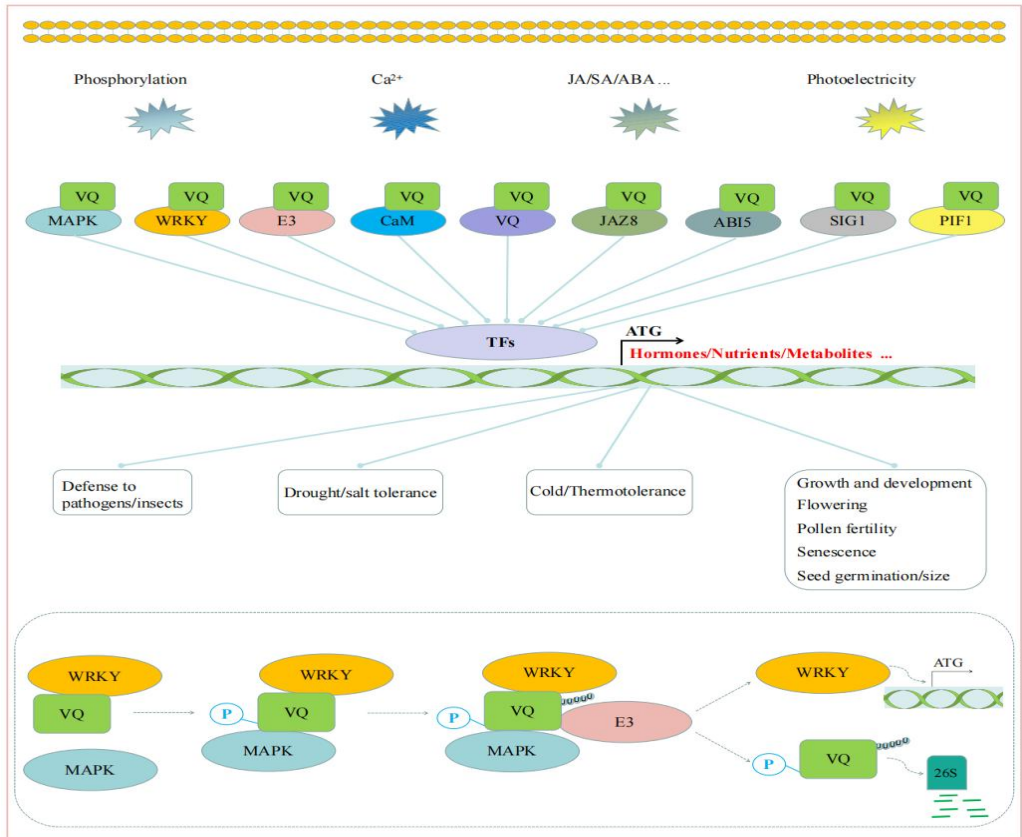 Phosphorylation
Ca²⁺
JA/SA/ABA ...
Photoelectricity
VQ
VQ
VQ
VQ
VQ
VQ
VQ
VQ
VQ
MAPK
WRKY
E3
CaM
VQ
JAZ8
ABI5
SIG1
PIF1
TFs
ATG
Hormones/Nutrients/Metabolites ...
Defense to
pathogens/insects
Drought/salt tolerance
Cold/Thermotolerance
Growth and development
Flowering
Pollen fertility
Senescence
Seed germination/size
WRKY
VQ
MAPK
WRKY
P
VQ
MAPK
WRKY
P
VQ
UUUUU
E3
MAPK
WRKY
ATG
P
VQ
UUUUU
26S